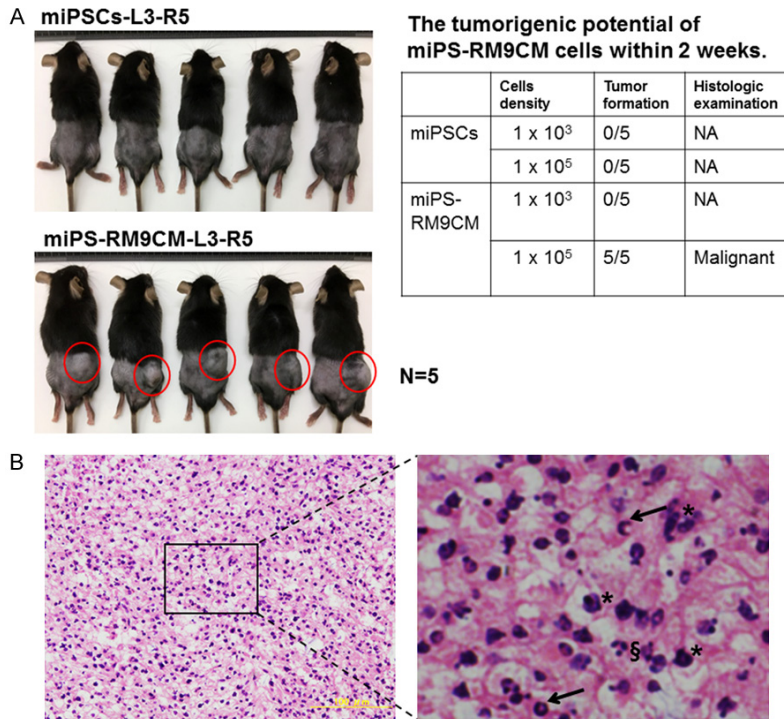 A
miPSCs-L3-R5
miPS-RM9CM-L3-R5
The tumorigenic potential of
miPS-RM9CM cells within 2 weeks.
Cells density Tumor formation Histologic examination
miPSCs 1 x 10³ 0/5 NA
1 x 10⁵ 0/5 NA
miPS-RM9CM 1 x 10³ 0/5 NA
1 x 10⁵ 5/5 Malignant
N=5
B
* 
* 
§ *